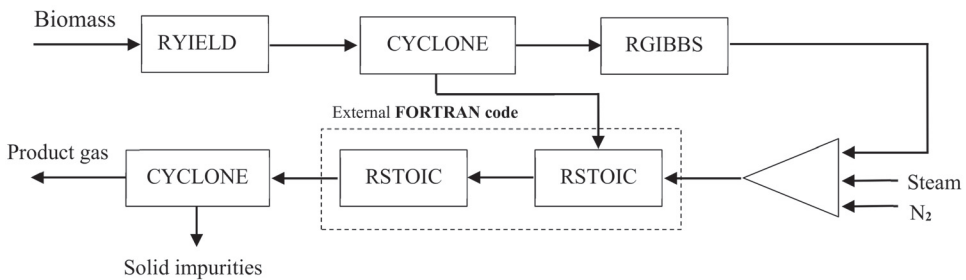 Biomass
RYIELD
CYCLONE
RGIBBS
External FORTRAN code
Product gas
CYCLONE
RSTOIC
RSTOIC
Steam
N₂
Solid impurities